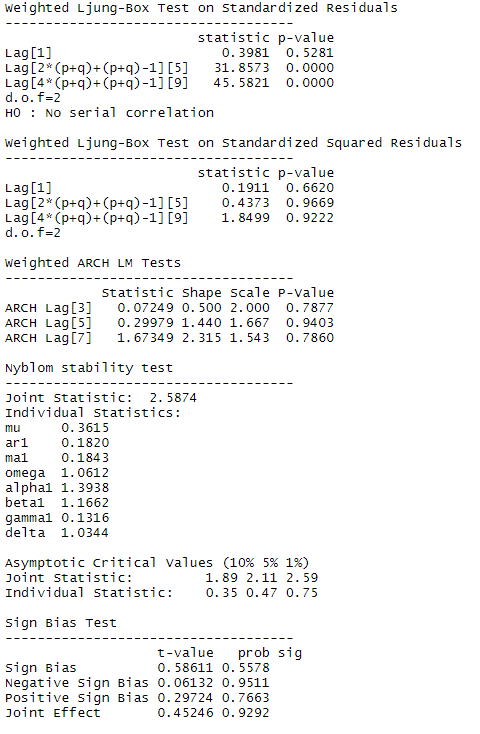 Weighted Ljung-Box Test on Standardized Residuals
------------------------------------
                        statistic p-value
Lag[1]                     0.3981  0.5281
Lag[2*(p+q)+(p+q)-1][5]   31.8573  0.0000
Lag[4*(p+q)+(p+q)-1][9]   45.5821  0.0000
d.o.f=2
H0 : No serial correlation

Weighted Ljung-Box Test on Standardized Squared Residuals
------------------------------------
                        statistic p-value
Lag[1]                     0.1911  0.6620
Lag[2*(p+q)+(p+q)-1][5]    0.4373  0.9669
Lag[4*(p+q)+(p+q)-1][9]    1.8499  0.9222
d.o.f=2

Weighted ARCH LM Tests
------------------------------------
            Statistic Shape Scale P-Value
ARCH Lag[3]   0.07249 0.500 2.000  0.7877
ARCH Lag[5]   0.29979 1.440 1.667  0.9403
ARCH Lag[7]   1.67349 2.315 1.543  0.7860

Nyblom stability test
------------------------------------
Joint Statistic:  2.5874
Individual Statistics:
mu     0.3615
ar1    0.1820
ma1    0.1843
omega  1.0612
alpha1 1.3938
beta1  1.1662
gamma1 0.1316
delta  1.0344

Asymptotic Critical Values (10% 5% 1%)
Joint Statistic:         1.89 2.11 2.59
Individual Statistic:    0.35 0.47 0.75

Sign Bias Test
------------------------------------
                   t-value   prob sig
Sign Bias          0.58611 0.5578
Negative Sign Bias 0.06132 0.9511
Positive Sign Bias 0.29724 0.7663
Joint Effect       0.45246 0.9292